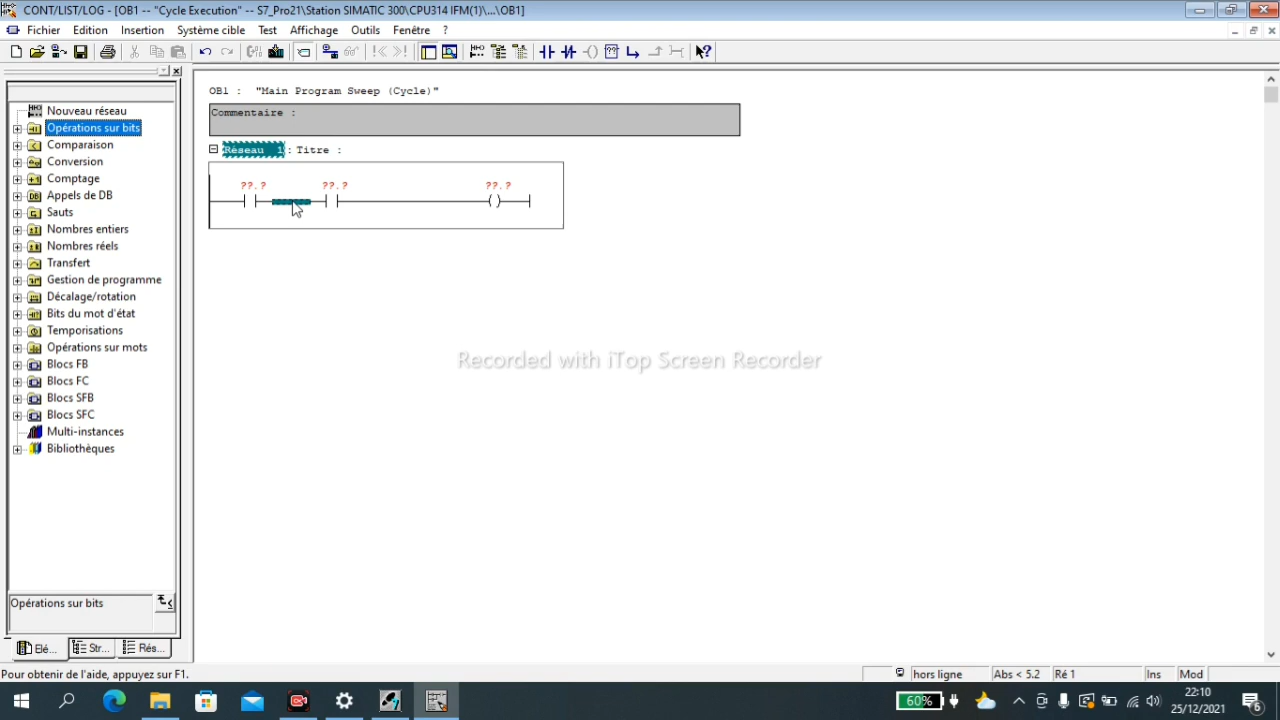 CONT/LIST/LOG - [OB1 -- "Cycle Execution" -- S7_Pro21\Station SIMATIC 300\CPU314 IFM(1)\...\OB1]
Fichier Edition Insertion Système cible Test Affichage Outils Fenêtre ?
OB1 : "Main Program Sweep (Cycle)"
Commentaire :
Réseau 1: Titre :
??.? ??.? ??.?
Nouveau réseau
Opérations sur bits
Comparaison
Conversion
Comptage
Appels de DB
Sauts
Nombres entiers
Nombres réels
Transfert
Gestion de programme
Décalage/rotation
Bits du mot d'état
Temporisations
Opérations sur mots
Blocs FB
Blocs FC
Blocs SFB
Blocs SFC
Multi-instances
Bibliothèques
Recorded with iTop Screen Recorder
Opérations sur bits
Elé... Str... Rés...
Pour obtenir de l'aide, appuyez sur F1.
hors ligne Abs < 5.2 Ré 1 Ins Mod
60%
22:10
25/12/2021
6